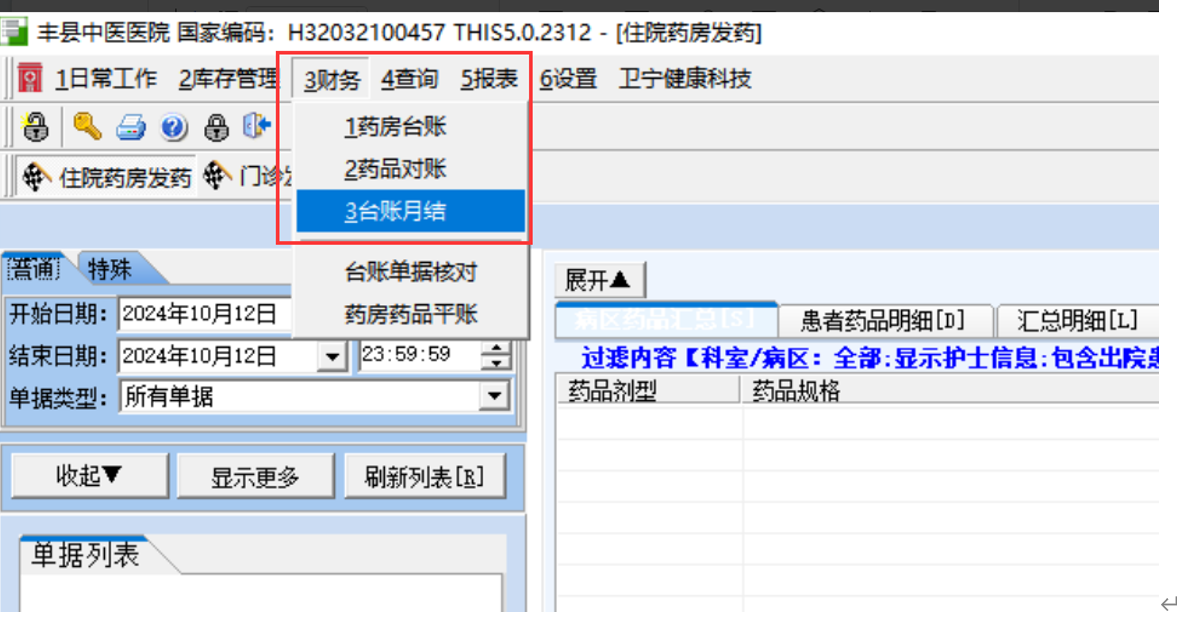 丰县中医医院 国家编码：H32032100457 THIS5.0.2312 - [住院药房发药]
1日常工作 2库存管理 3财务 4查询 5报表 6设置 卫宁健康科技
1药房台账
2药品对账
3台账月结
台账单据核对
药房药品平账
住院药房发药 门诊
普通 特殊
开始日期：2024年10月12日
结束日期：2024年10月12日 23:59:59
单据类型：所有单据
收起▼ 显示更多 刷新列表[R]
单据列表
展开▲
病区药品汇总[S] 患者药品明细[D] 汇总明细[L]
过滤内容【科室/病区：全部:显示护士信息:包含出院患
药品剂型 药品规格